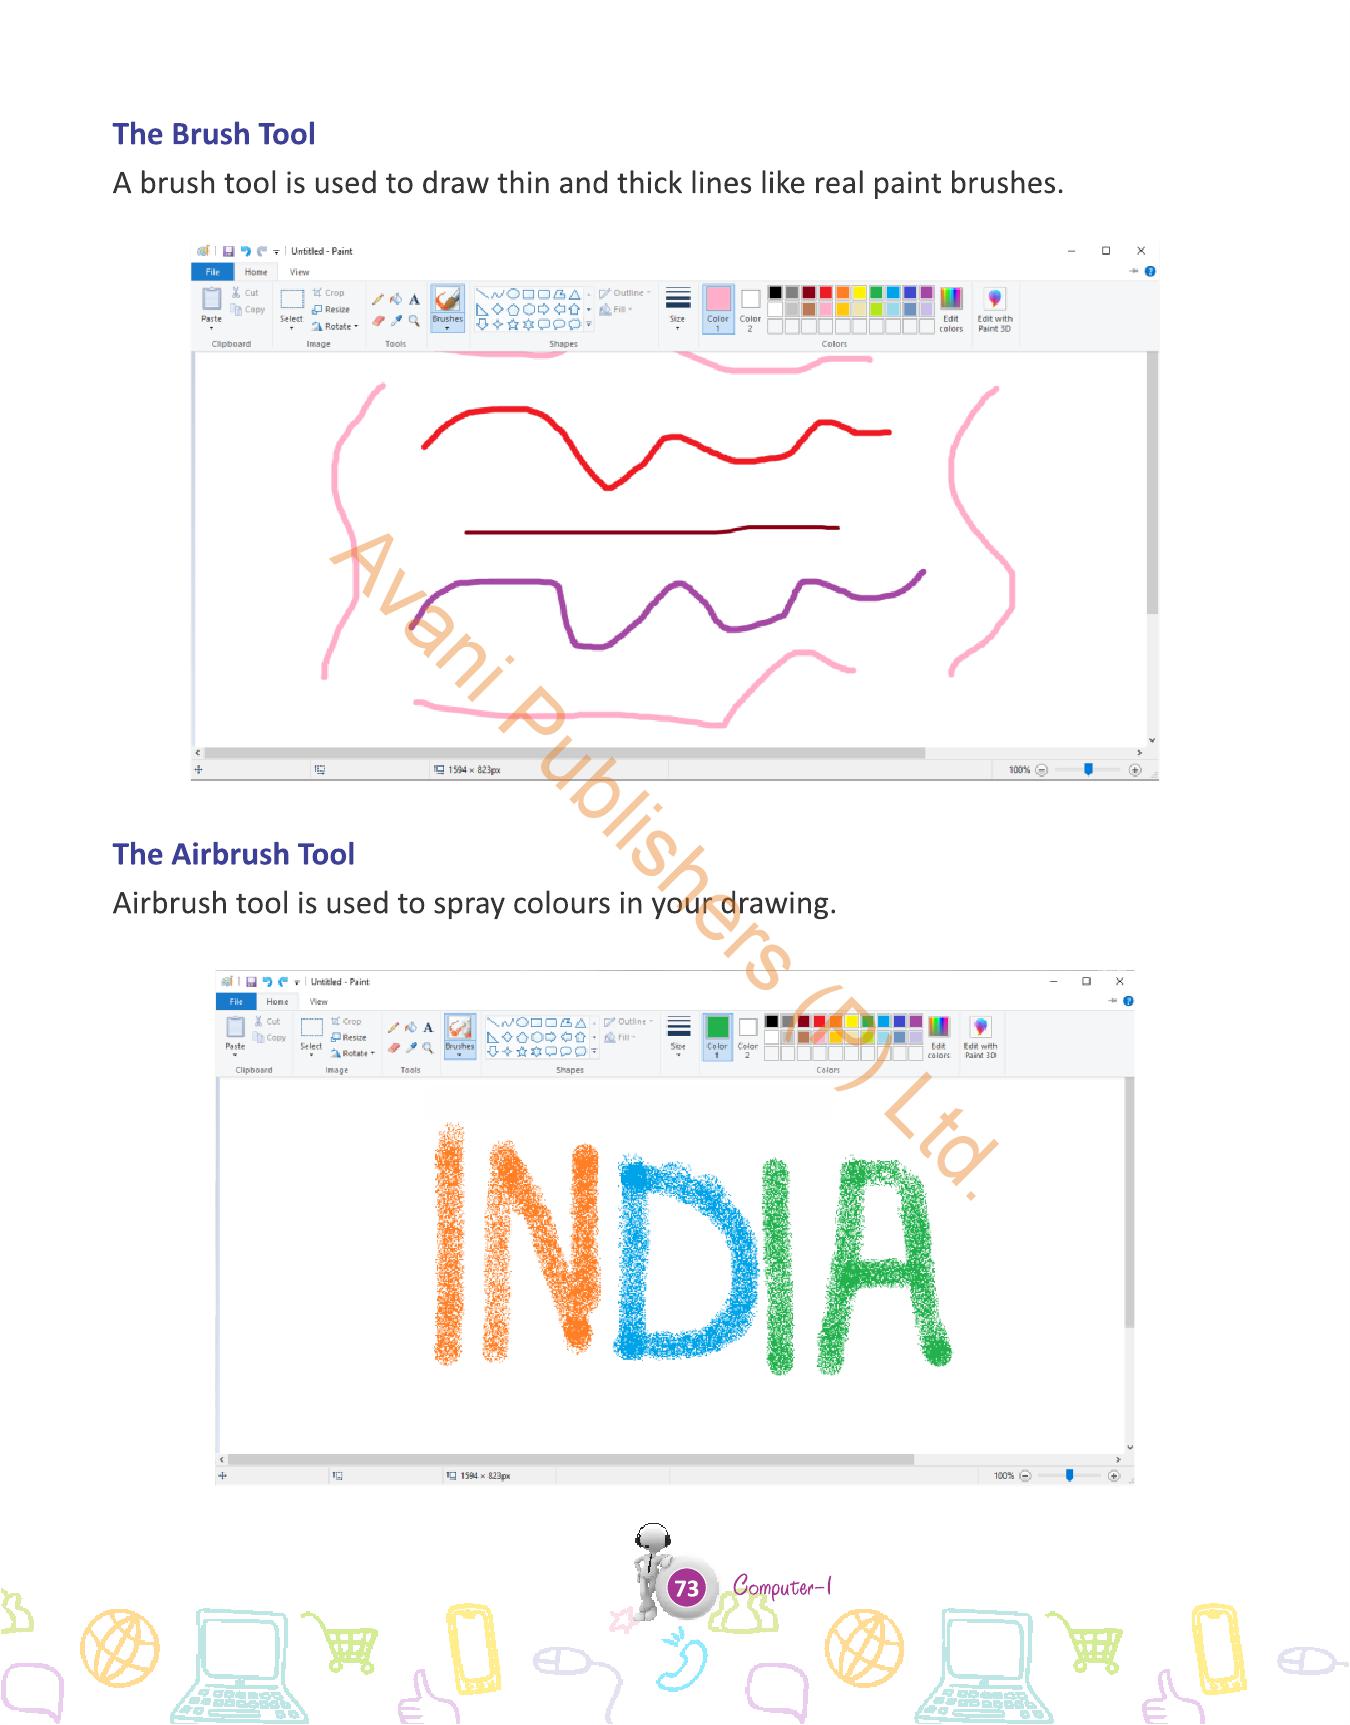 The Brush Tool
A brush tool is used to draw thin and thick lines like real paint brushes.
Untitled - Paint
File Home View
Paste Cut Copy Select Crop Resize Rotate A Brushes Outline Fill Size Color 1 Color 2 Edit colors Edit with Paint 3D
Clipboard Image Tools Shapes Colors
1594 × 823px 100%
The Airbrush Tool
Airbrush tool is used to spray colours in your drawing.
Untitled - Paint
File Home View
Paste Cut Copy Select Crop Resize Rotate A Brushes Outline Fill Size Color 1 Color 2 Edit colors Edit with Paint 3D
Clipboard Image Tools Shapes Colors
INDIA
1594 × 823px 100%
Avani Publishers (P) Ltd.
73 Computer-1